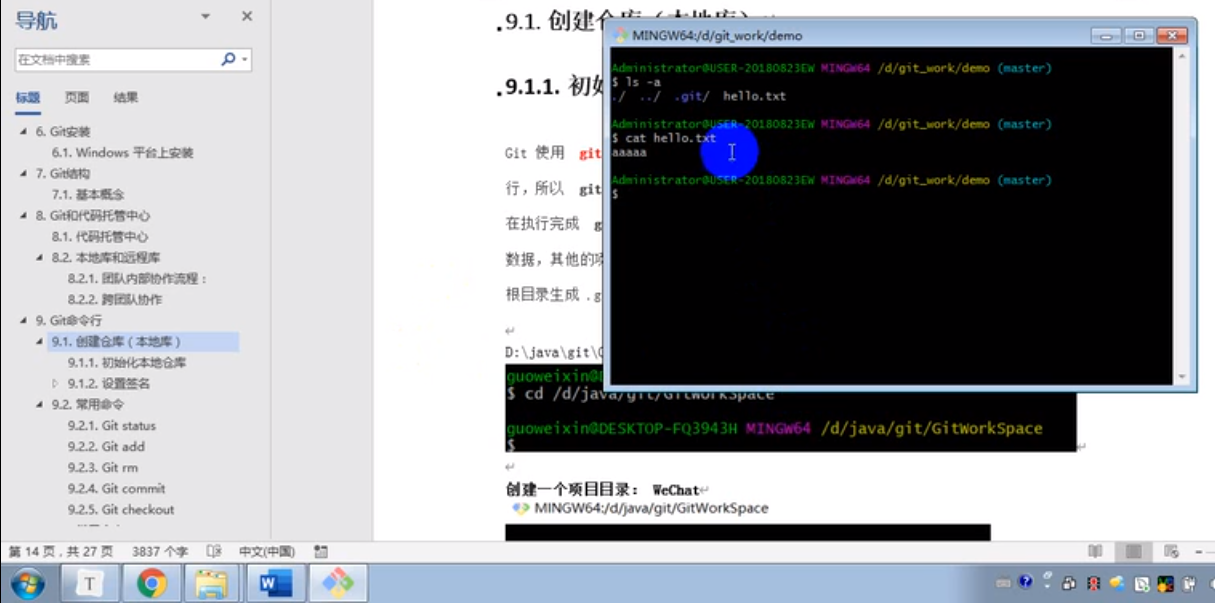 导航
在文档中搜索
标题 页面 结果
6. Git安装
6.1. Windows 平台上安装
7. Git结构
7.1. 基本概念
8. Git和代码托管中心
8.1. 代码托管中心
8.2. 本地库和远程库
8.2.1. 团队内部协作流程：
8.2.2. 跨团队协作
9. Git命令行
9.1. 创建仓库（本地库）
9.1.1. 初始化本地仓库
9.1.2. 设置签名
9.2. 常用命令
9.2.1. Git status
9.2.2. Git add
9.2.3. Git rm
9.2.4. Git commit
9.2.5. Git checkout
9.1. 创建仓库（本地库）
9.1.1. 初
Git 使用 git
行，所以 git
在执行完成 g
数据，其他的项
根目录生成 .g
D:\java\git\
guoweixin@D
$ cd /d/java/git/GitWorkSpace
guoweixin@DESKTOP-FQ3943H MINGW64 /d/java/git/GitWorkSpace
$
创建一个项目目录： WeChat
MINGW64:/d/java/git/GitWorkSpace
MINGW64:/d/git_work/demo
Administrator@USER-20180823EW MINGW64 /d/git_work/demo (master)
$ ls -a
./ ../ .git/ hello.txt
Administrator@USER-20180823EW MINGW64 /d/git_work/demo (master)
$ cat hello.txt
aaaaa
Administrator@USER-20180823EW MINGW64 /d/git_work/demo (master)
$
第 14 页，共 27 页 3837 个字 中文(中国)